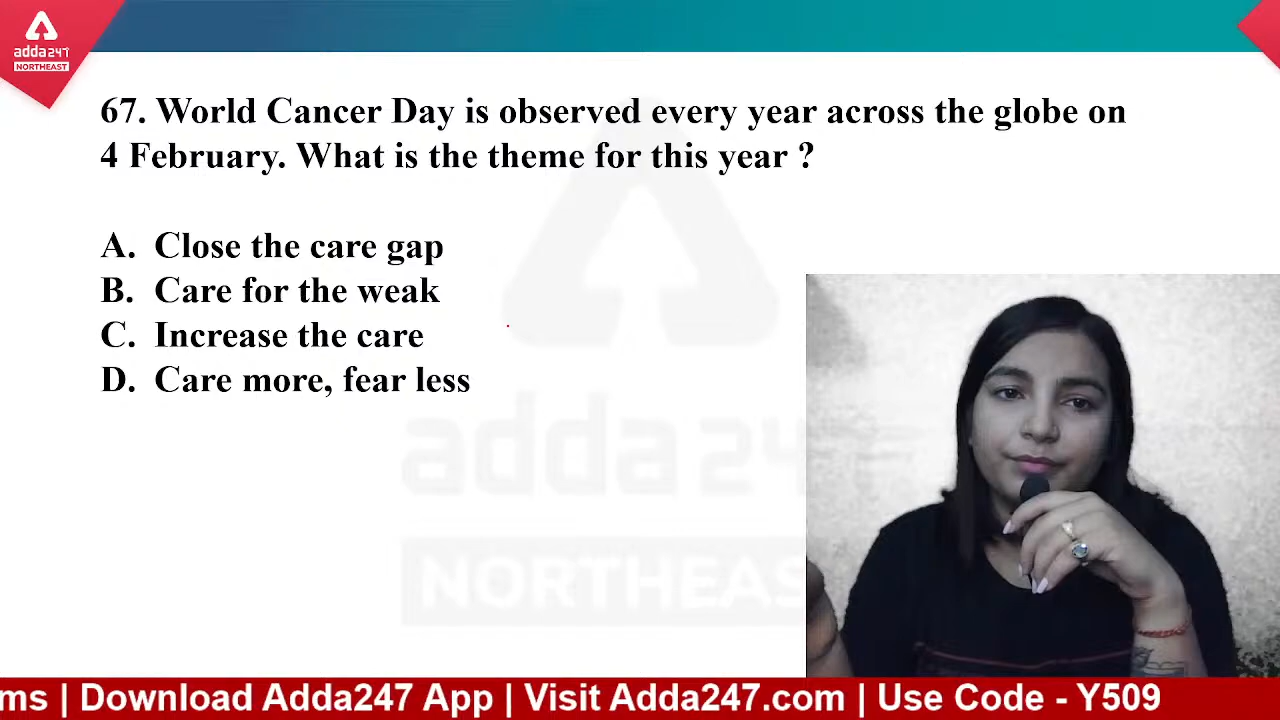 adda247
NORTHEAST
67. World Cancer Day is observed every year across the globe on
4 February. What is the theme for this year ?
A. Close the care gap
B. Care for the weak
C. Increase the care
D. Care more, fear less
adda247
NORTHEAST
ms | Download Adda247 App | Visit Adda247.com | Use Code - Y509